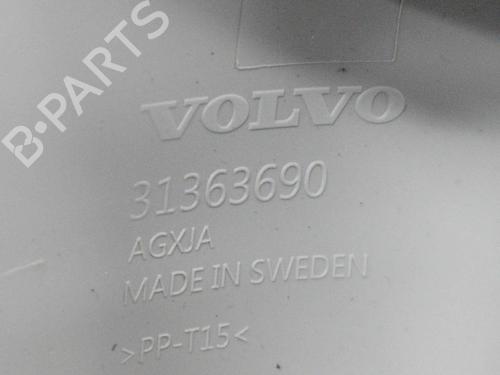 B-PARTS
VOLVO
31363690
AGXJA
MADE IN SWEDEN
>PP-T15<